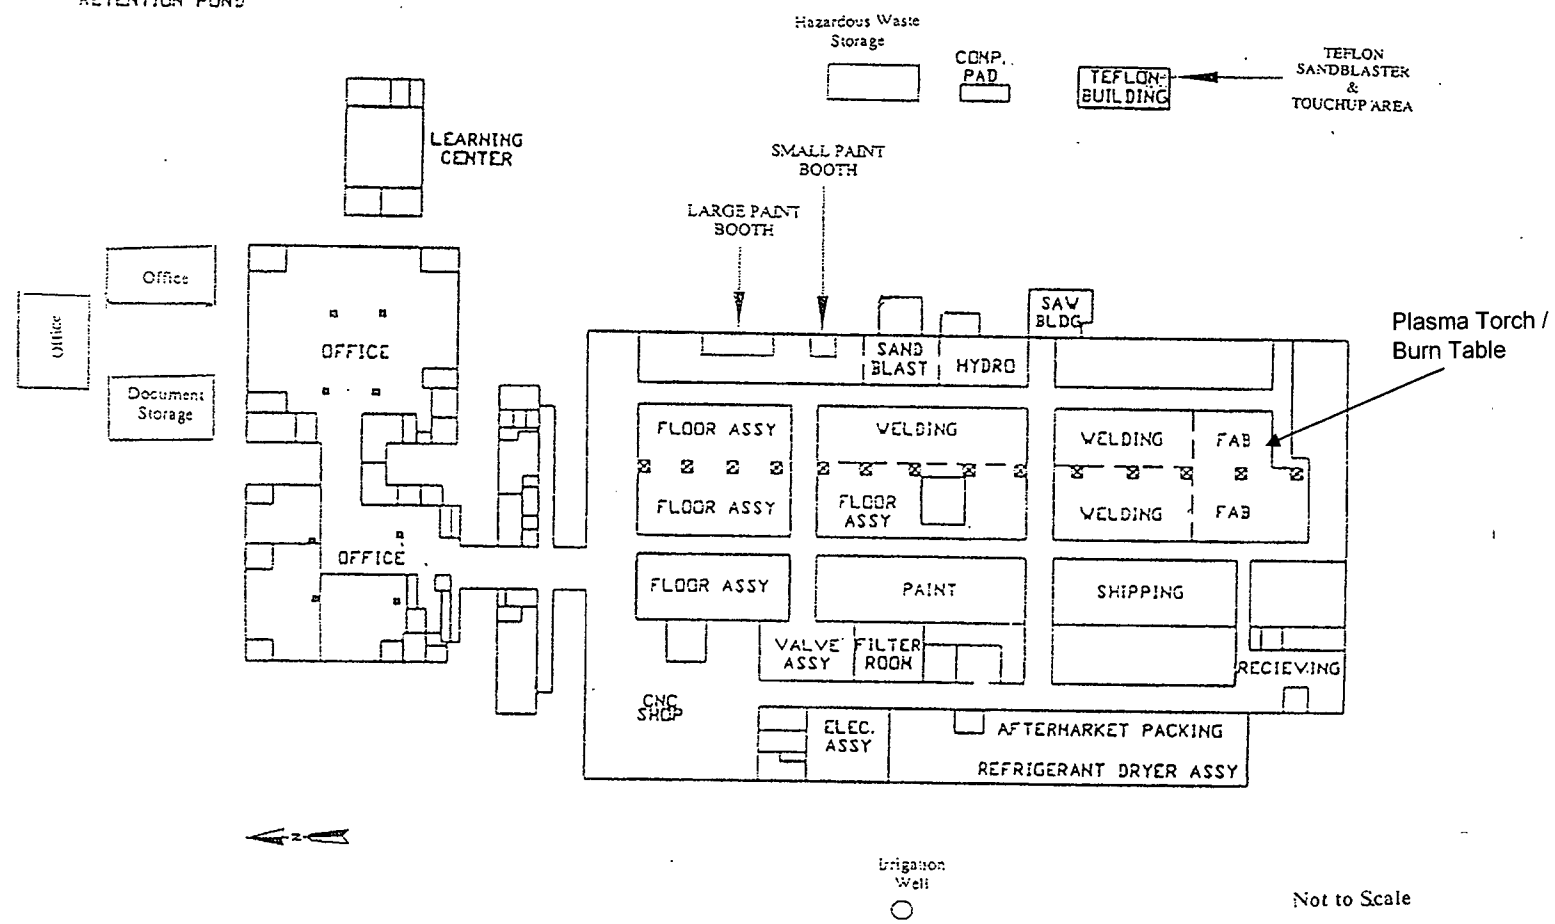 RETENTION POND
Hazardous Waste
Storage
COMP.
PAD
TEFLON
BUILDING
TEFLON
SANDBLASTER
&
TOUCHUP AREA
LEARNING
CENTER
SMALL PAINT
BOOTH
LARGE PAINT
BOOTH
Office
Office
Document
Storage
OFFICE
OFFICE
SAW
BLDG
SAND
BLAST
HYDRO
Plasma Torch /
Burn Table
FLOOR ASSY
WELDING
WELDING
FAB
FLOOR ASSY
FLOOR
ASSY
WELDING
FAB
FLOOR ASSY
PAINT
SHIPPING
VALVE
ASSY
FILTER
ROOM
RECIEVING
CNC
SHOP
ELEC.
ASSY
AFTERMARKET PACKING
REFRIGERANT DRYER ASSY
N
Irrigation
Well
Not to Scale